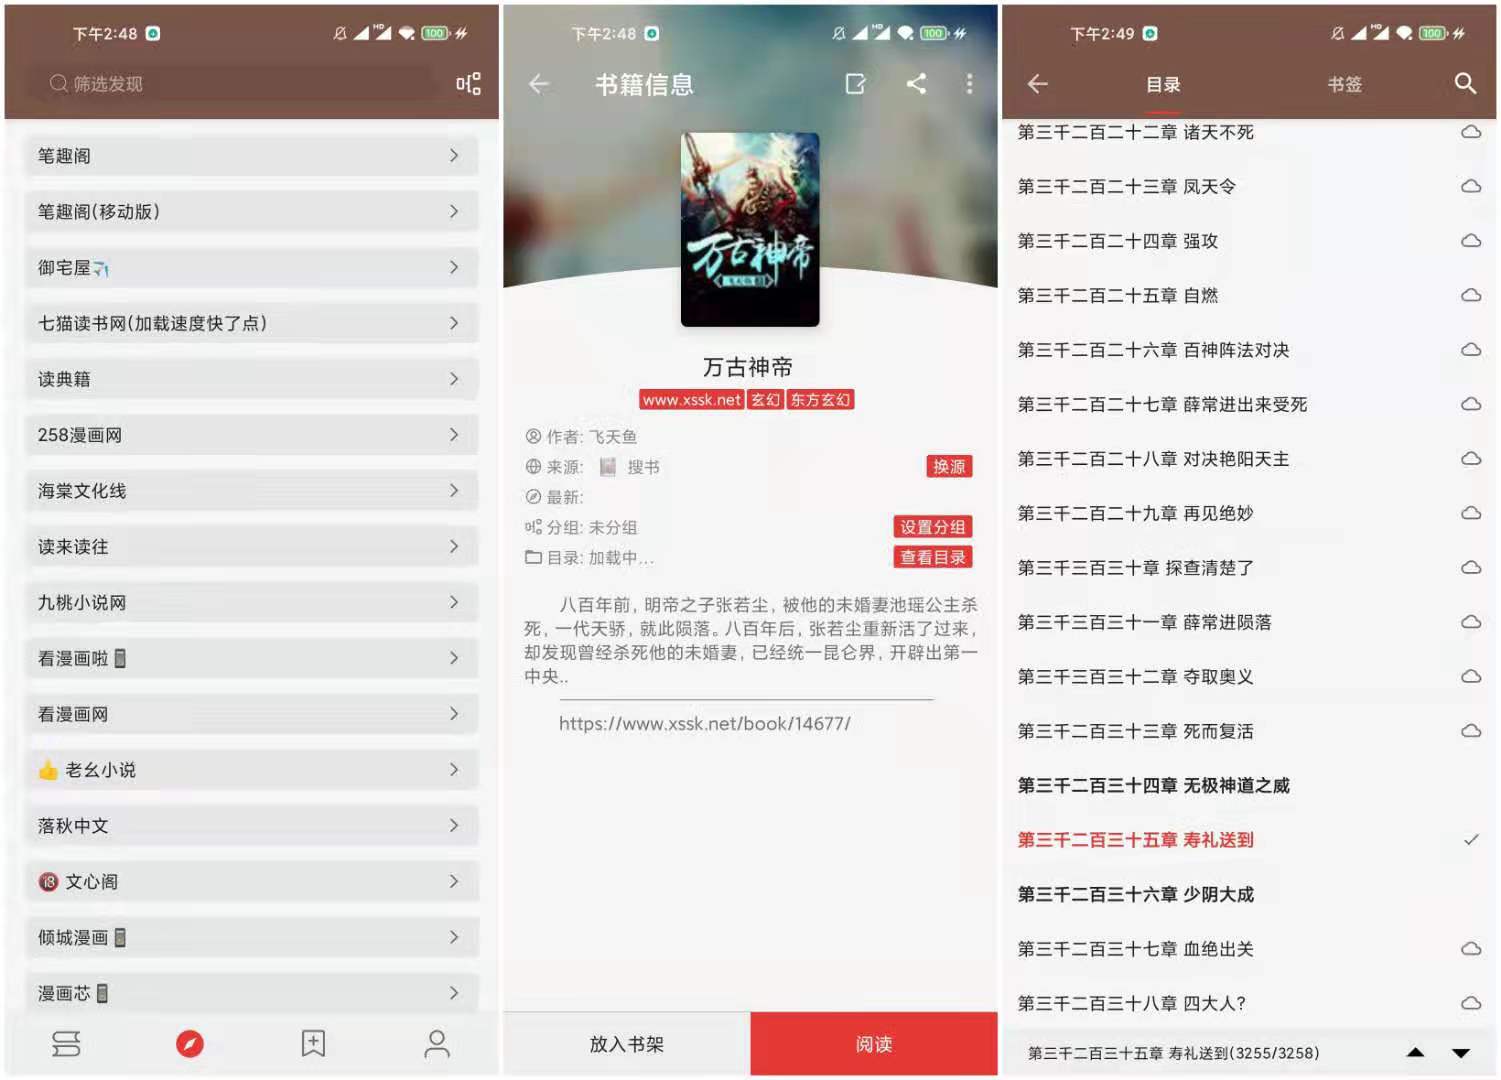 下午2:48
HD
100
筛选发现
笔趣阁
笔趣阁(移动版)
御宅屋
七猫读书网(加载速度快了点)
读典籍
258漫画网
海棠文化线
读来读往
九桃小说网
看漫画啦
看漫画网
👍 老幺小说
落秋中文
🔞 文心阁
倾城漫画
漫画芯
下午2:48
HD
100
书籍信息
万古神帝
万古神帝
www.xssk.net 玄幻 东方玄幻
作者: 飞天鱼
来源: 搜书
换源
最新:
分组: 未分组
设置分组
目录: 加载中...
查看目录
八百年前, 明帝之子张若尘, 被他的未婚妻池瑶公主杀
死, 一代天骄, 就此陨落。八百年后, 张若尘重新活了过来,
却发现曾经杀死他的未婚妻, 已经统一昆仑界, 开辟出第一
中央..
https://www.xssk.net/book/14677/
放入书架
阅读
下午2:49
HD
100
目录
书签
第三千二百二十二章 诸天不死
第三千二百二十三章 凤天令
第三千二百二十四章 强攻
第三千二百二十五章 自燃
第三千二百二十六章 百神阵法对决
第三千二百二十七章 薛常进出来受死
第三千二百二十八章 对决艳阳天主
第三千二百二十九章 再见绝妙
第三千三百三十章 探查清楚了
第三千三百三十一章 薛常进陨落
第三千三百三十二章 夺取奥义
第三千二百三十三章 死而复活
第三千二百三十四章 无极神道之威
第三千二百三十五章 寿礼送到
第三千二百三十六章 少阴大成
第三千二百三十七章 血绝出关
第三千二百三十八章 四大人?
第三千二百三十五章 寿礼送到(3255/3258)